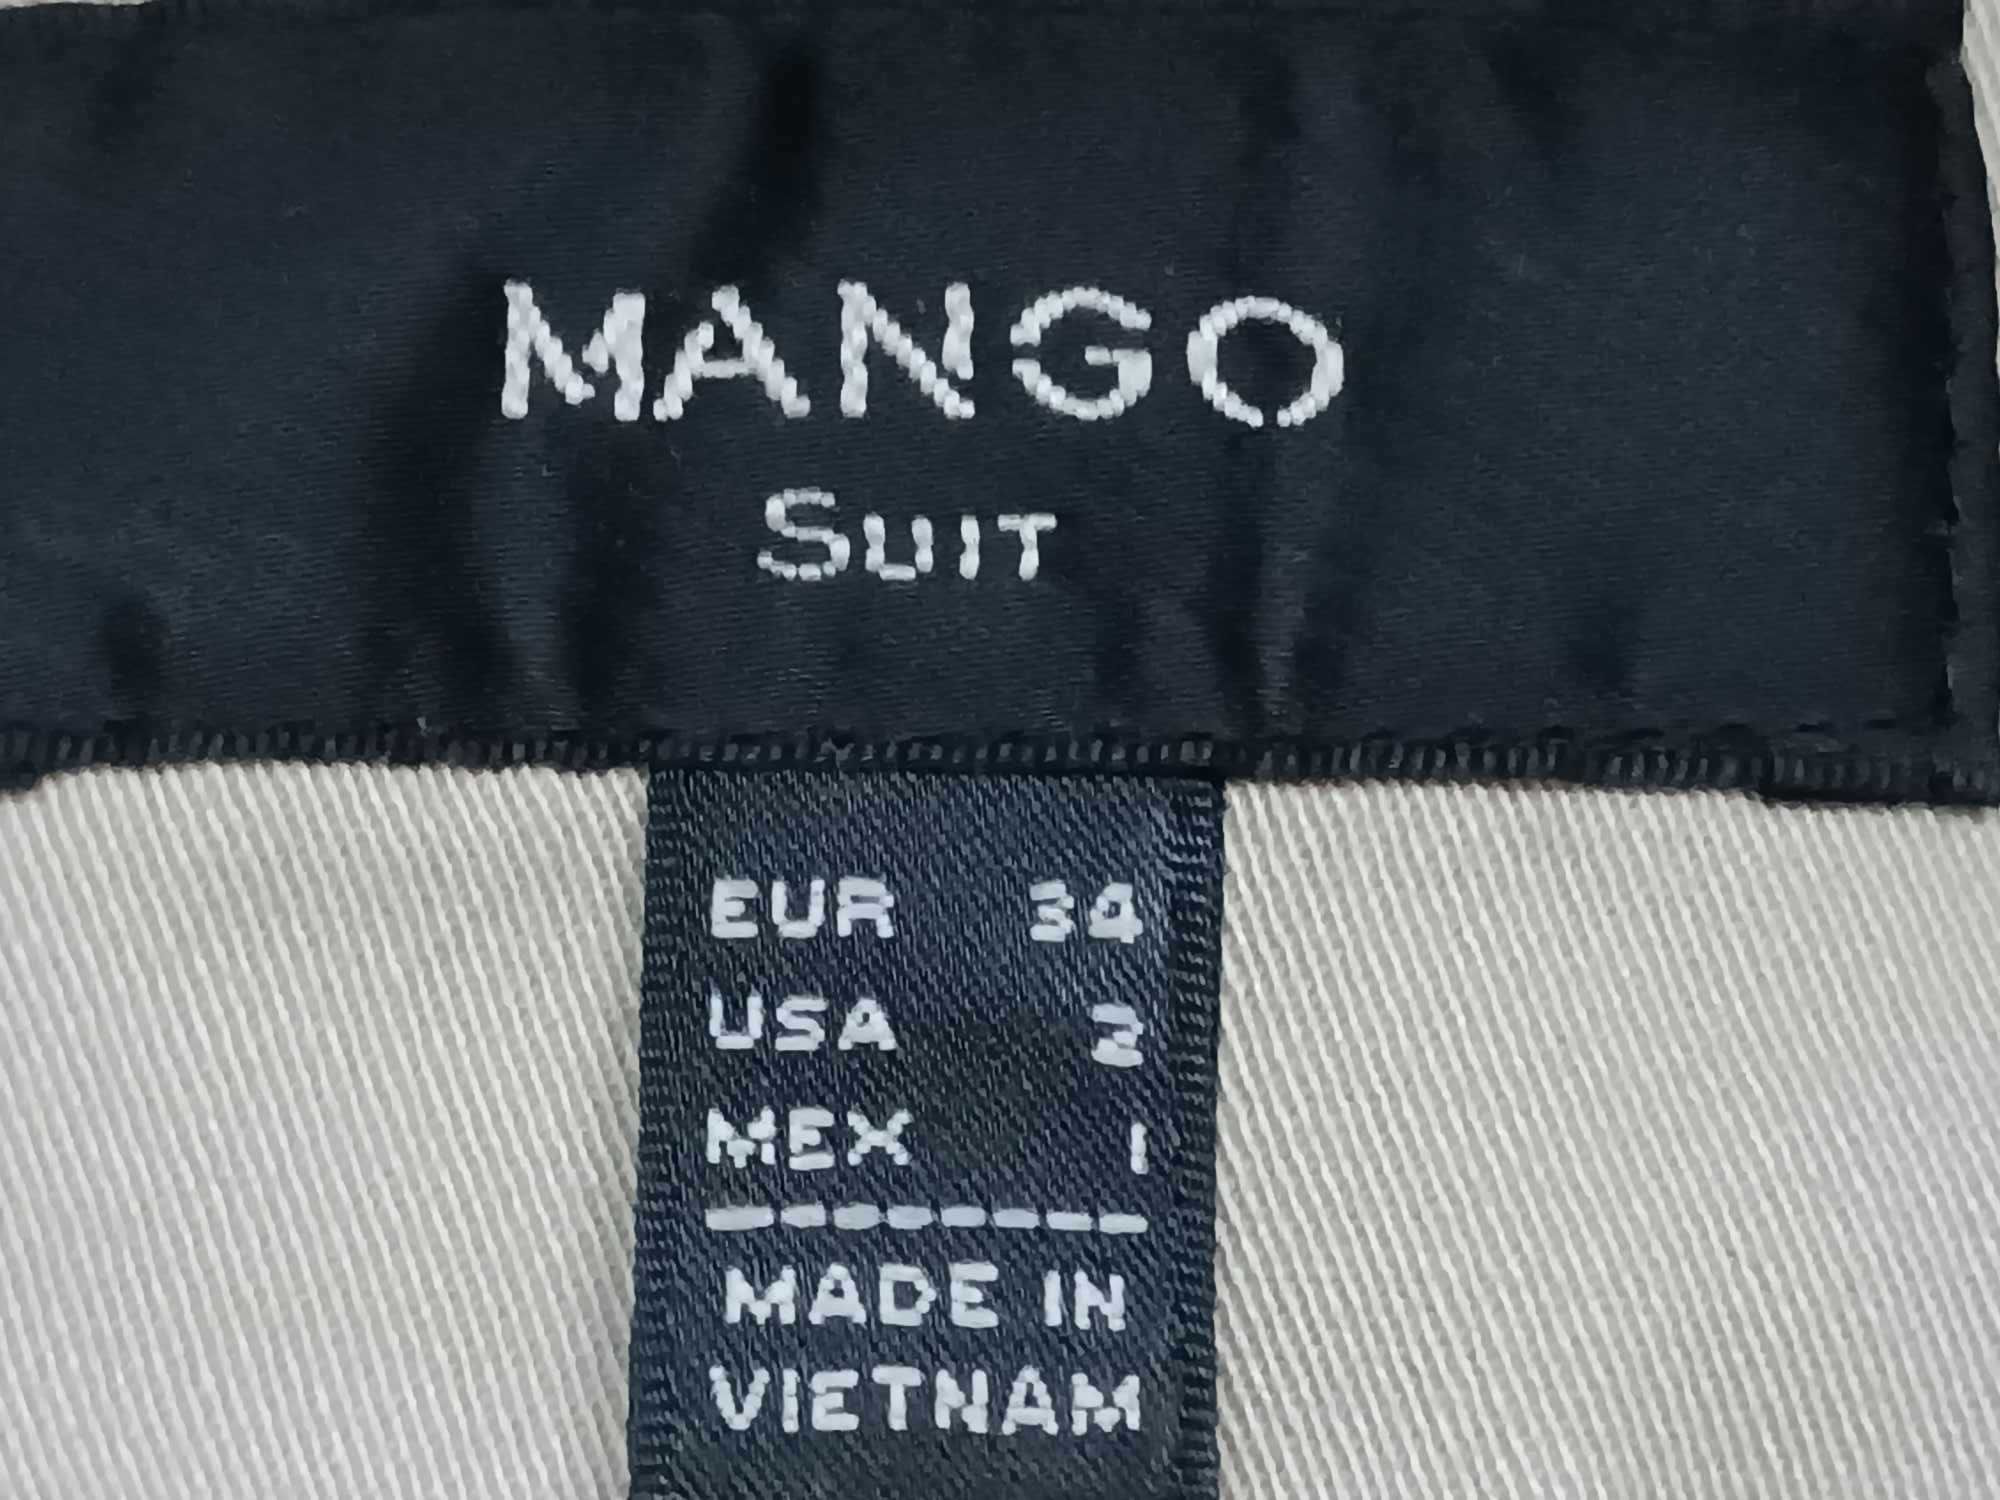 MANGO
SUIT
EUR 34
USA 2
MEX 1
MADE IN
VIETNAM